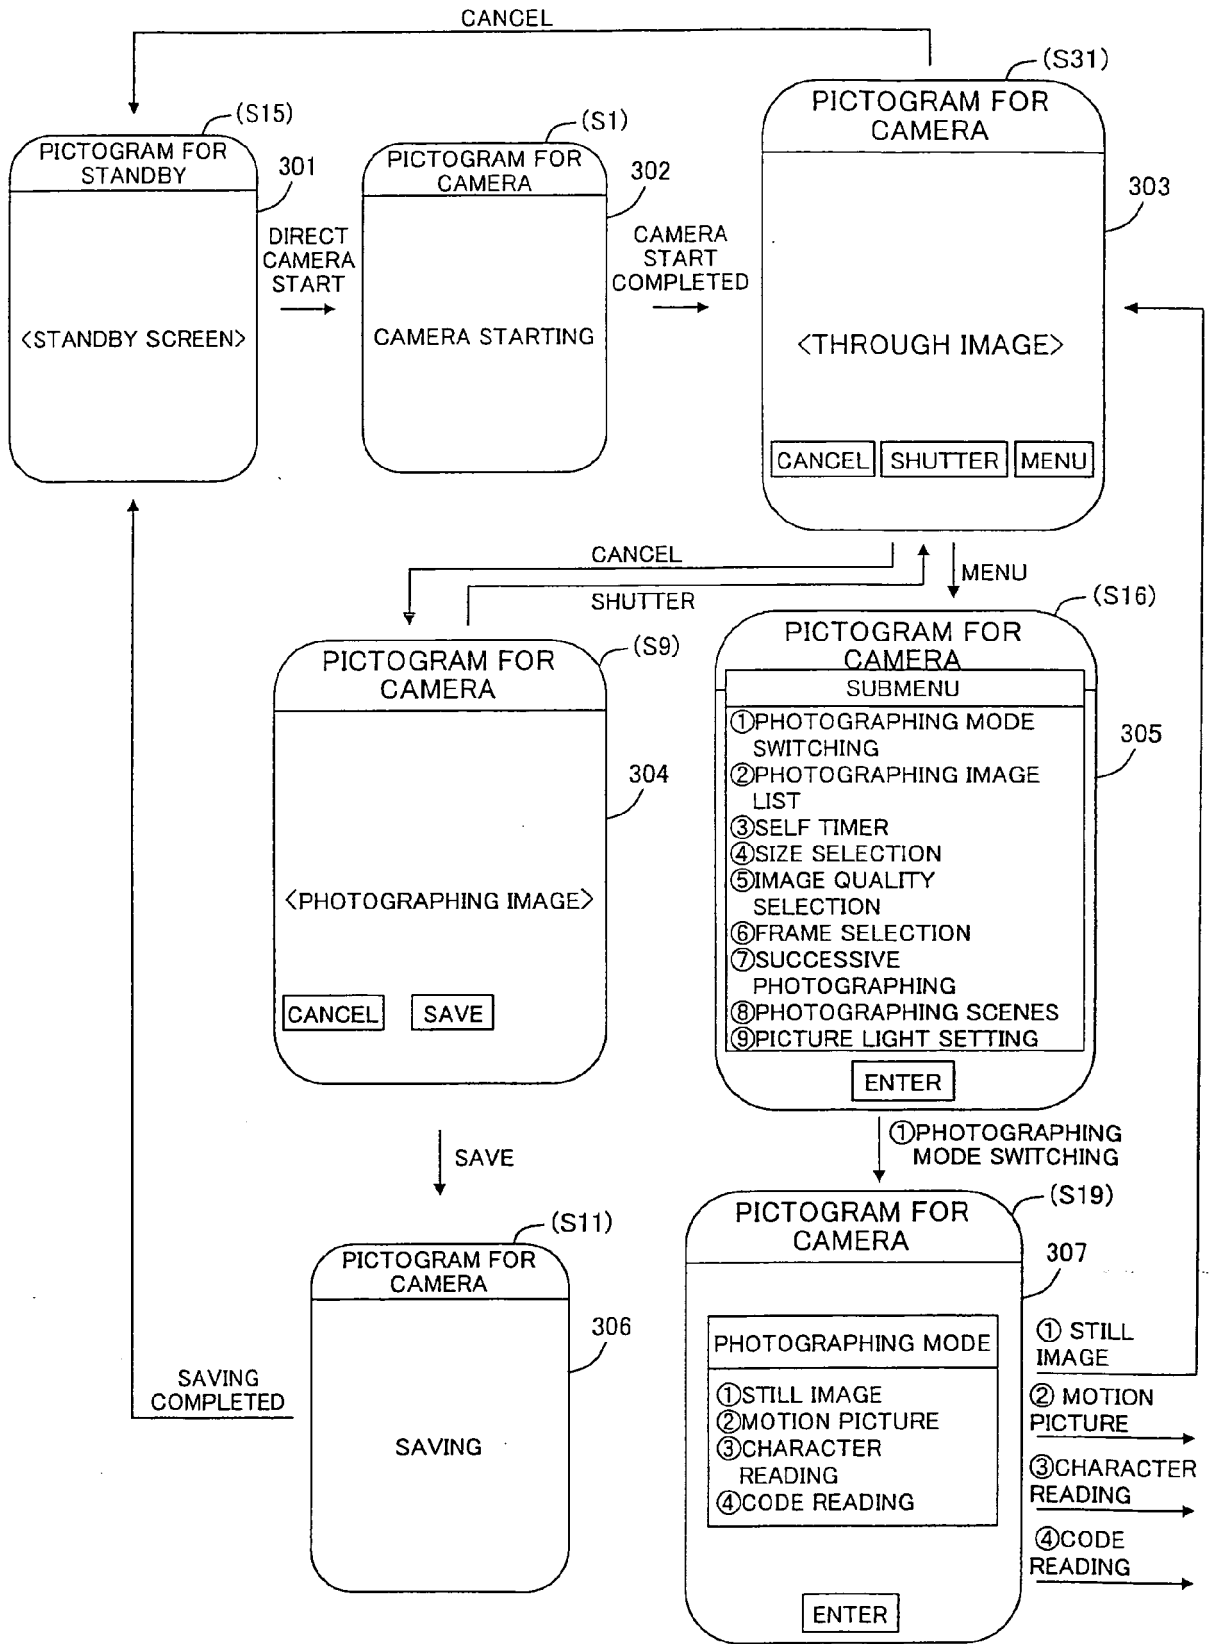 CANCEL
(S31)
PICTOGRAM FOR
CAMERA
303
<THROUGH IMAGE>
CANCEL SHUTTER MENU
(S15)
PICTOGRAM FOR
STANDBY
301
<STANDBY SCREEN>
DIRECT
CAMERA
START
(S1)
PICTOGRAM FOR
CAMERA
302
CAMERA STARTING
CAMERA
START
COMPLETED
CANCEL
SHUTTER
MENU
(S9)
PICTOGRAM FOR
CAMERA
304
<PHOTOGRAPHING IMAGE>
CANCEL SAVE
SAVE
(S16)
PICTOGRAM FOR
CAMERA
SUBMENU
①PHOTOGRAPHING MODE
SWITCHING
②PHOTOGRAPHING IMAGE
LIST
③SELF TIMER
④SIZE SELECTION
⑤IMAGE QUALITY
SELECTION
⑥FRAME SELECTION
⑦SUCCESSIVE
PHOTOGRAPHING
⑧PHOTOGRAPHING SCENES
⑨PICTURE LIGHT SETTING
ENTER
305
①PHOTOGRAPHING
MODE SWITCHING
(S11)
PICTOGRAM FOR
CAMERA
306
SAVING
SAVING
COMPLETED
(S19)
PICTOGRAM FOR
CAMERA
307
PHOTOGRAPHING MODE
①STILL IMAGE
②MOTION PICTURE
③CHARACTER
READING
④CODE READING
ENTER
① STILL
IMAGE
② MOTION
PICTURE
③CHARACTER
READING
④CODE
READING